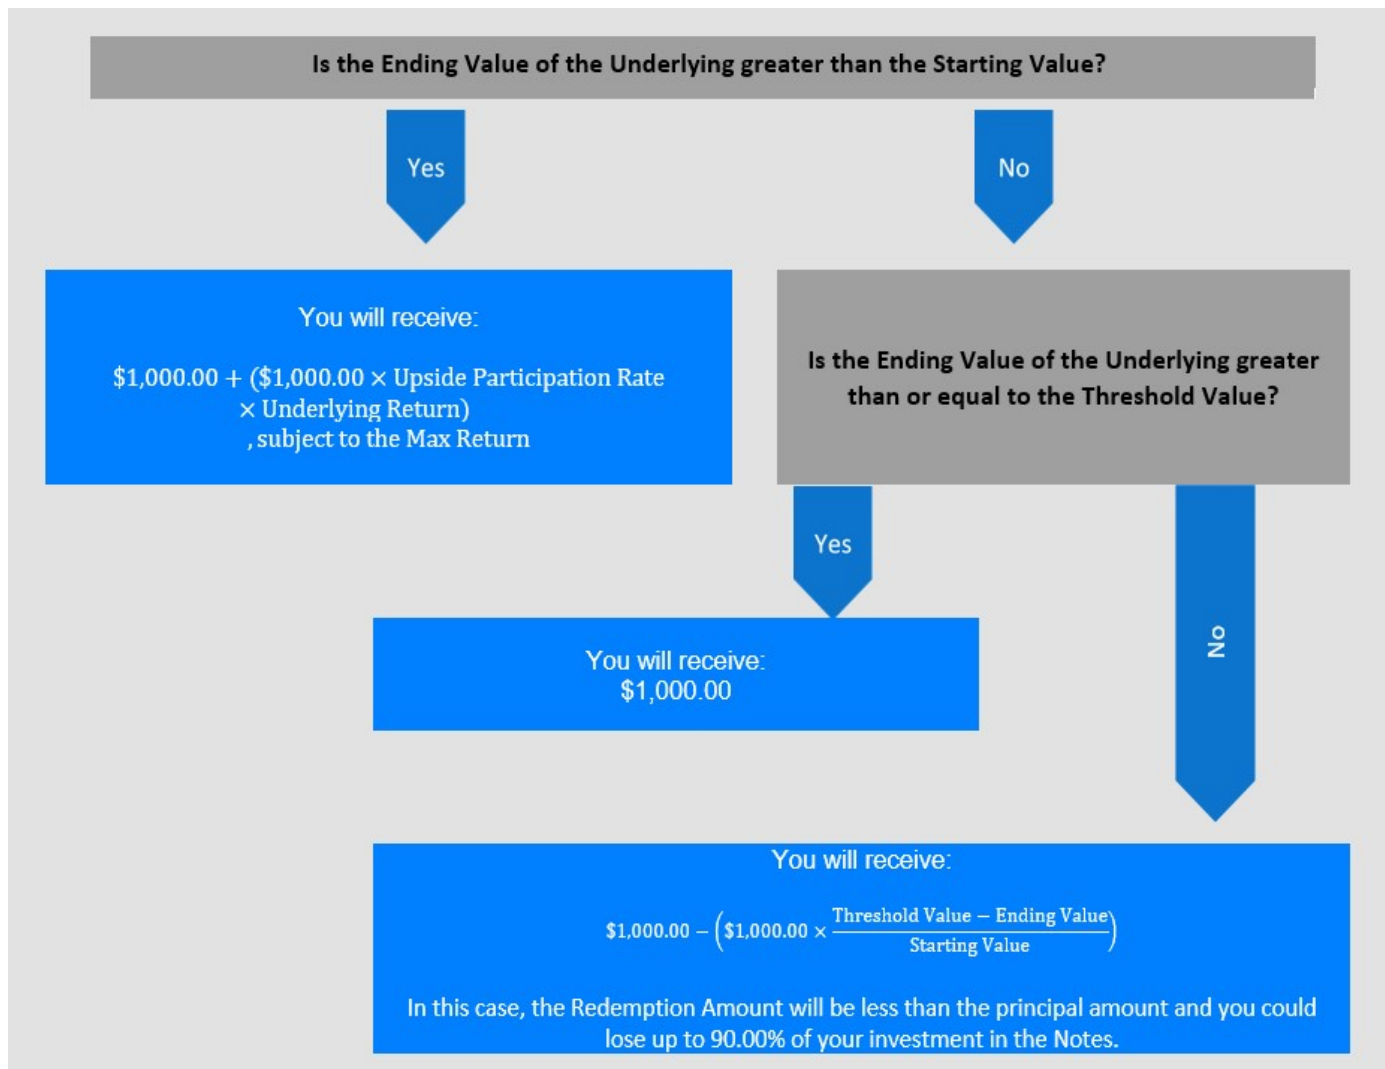 Is the Ending Value of the Underlying greater than the Starting Value?
Yes
No
You will receive:
$1,000.00 + ($1,000.00 × Upside Participation Rate
× Underlying Return)
, subject to the Max Return
Is the Ending Value of the Underlying greater
than or equal to the Threshold Value?
Yes
No
You will receive:
$1,000.00
You will receive:
$1,000.00 − ($1,000.00 × (Threshold Value − Ending Value) / Starting Value)
In this case, the Redemption Amount will be less than the principal amount and you could
lose up to 90.00% of your investment in the Notes.